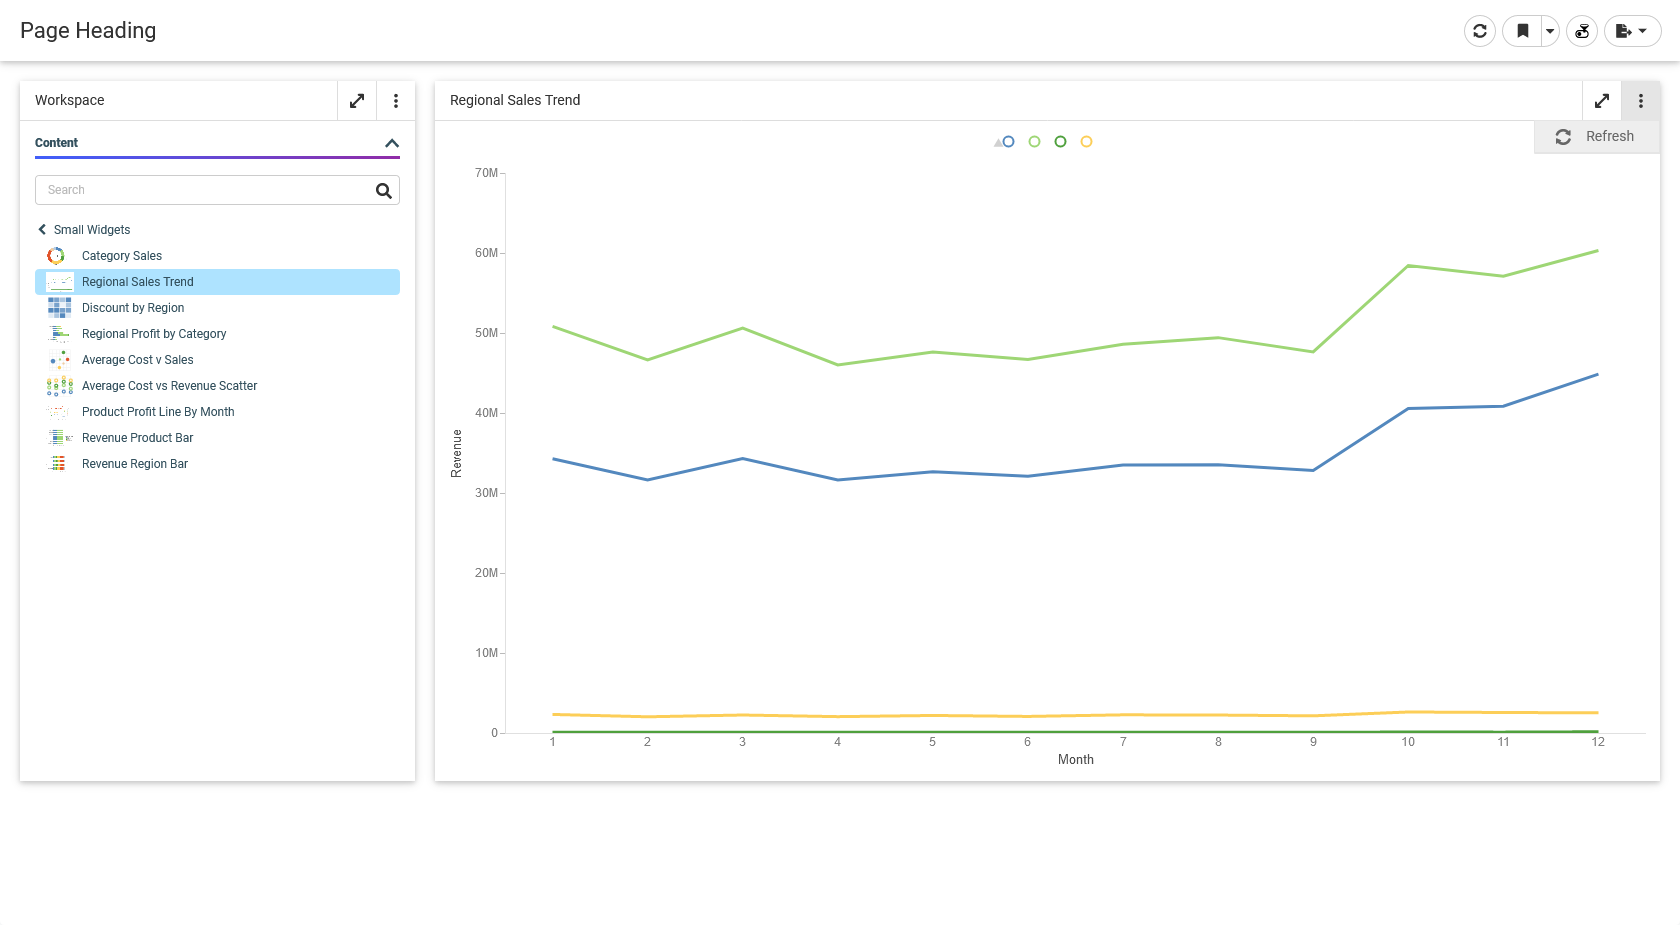 Page Heading
Workspace
Content
Search
Small Widgets
Category Sales
Regional Sales Trend
Discount by Region
Regional Profit by Category
Average Cost v Sales
Average Cost vs Revenue Scatter
Product Profit Line By Month
Revenue Product Bar
Revenue Region Bar
Regional Sales Trend
Refresh
70M
60M
50M
40M
30M
20M
10M
0
Revenue
1 2 3 4 5 6 7 8 9 10 11 12
Month